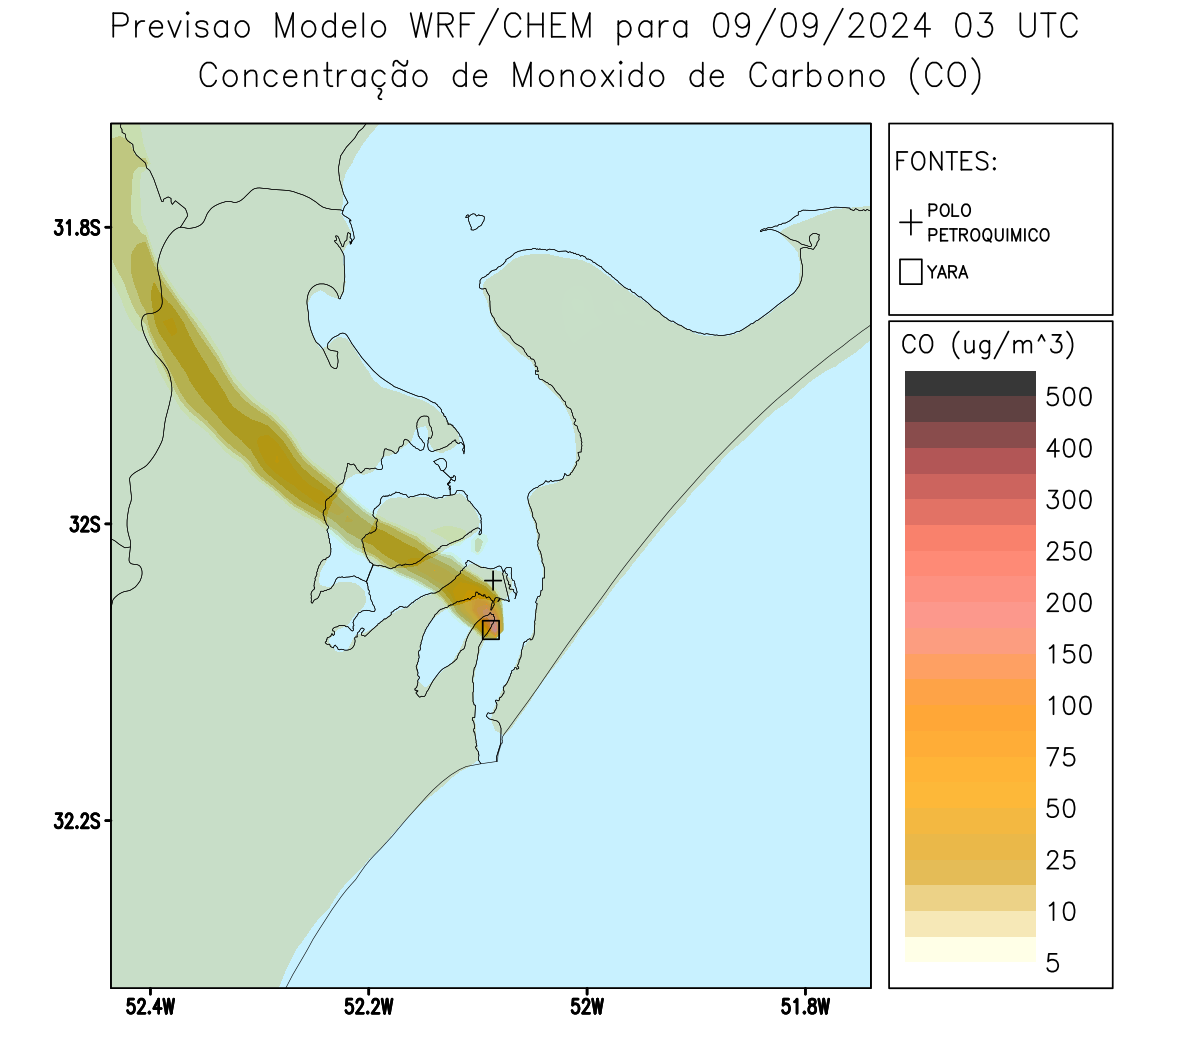 Previsao Modelo WRF/CHEM para 09/09/2024 03 UTC
Concentração de Monoxido de Carbono (CO)
FONTES:
POLO
PETROQUIMICO
YARA
CO (ug/m^3)
500
400
300
250
200
150
100
75
50
25
10
5
31.8S
32S
32.2S
52.4W
52.2W
52W
51.8W